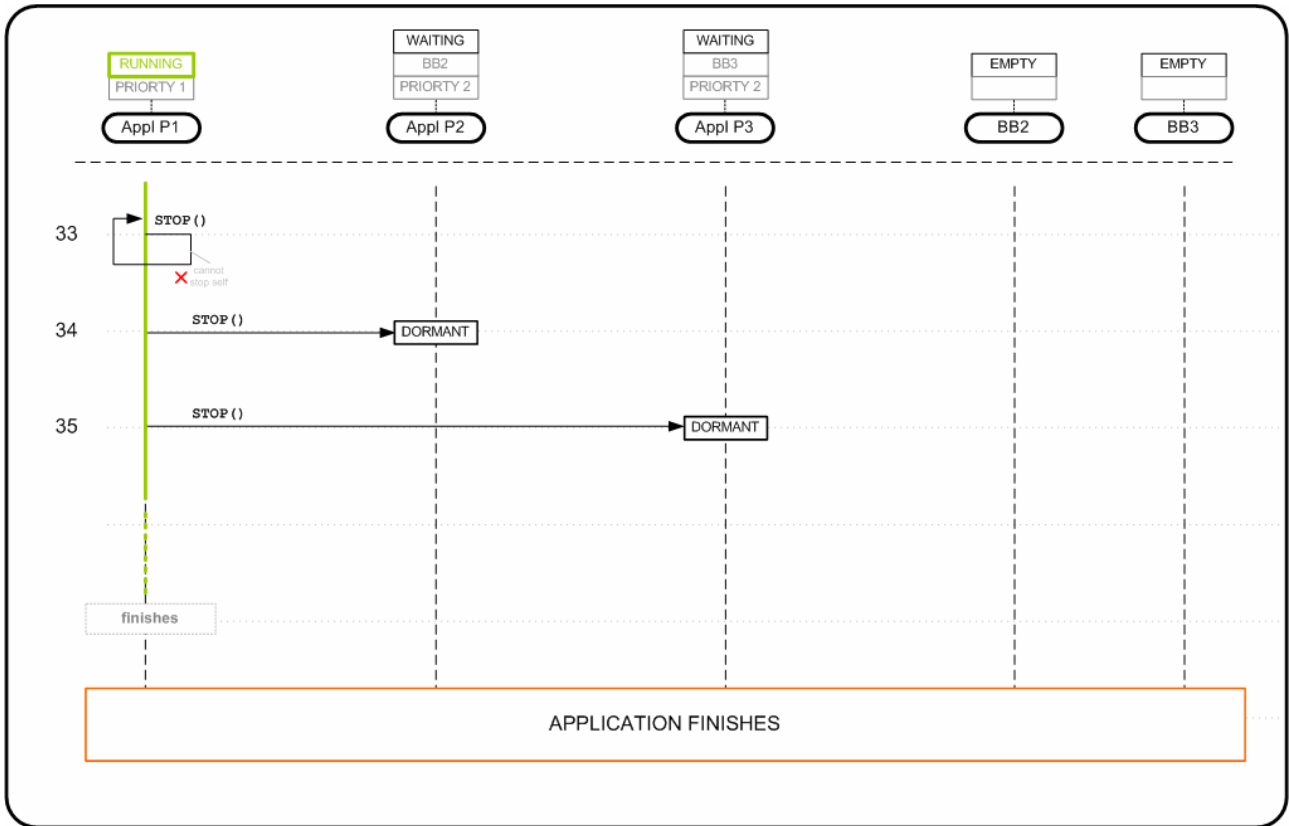 WAITING
WAITING
RUNNING
BB2
BB3
EMPTY
EMPTY
PRIORTY 1
PRIORTY 2
PRIORTY 2
Appl P1
Appl P2
Appl P3
BB2
BB3
STOP()
33
cannot
stop self
STOP()
34
DORMANT
STOP()
35
DORMANT
finishes
APPLICATION FINISHES